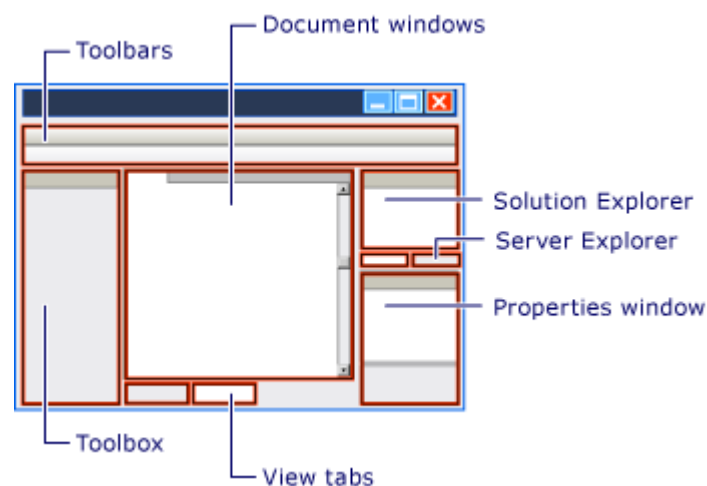 Document windows
Toolbars
Solution Explorer
Server Explorer
Properties window
Toolbox
View tabs